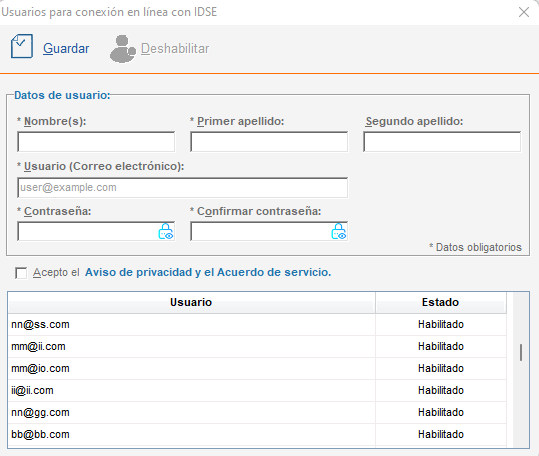 Usuarios para conexión en línea con IDSE
Guardar Deshabilitar
Datos de usuario:
* Nombre(s): * Primer apellido: Segundo apellido:
* Usuario (Correo electrónico):
user@example.com
* Contraseña: * Confirmar contraseña:
* Datos obligatorios
Acepto el Aviso de privacidad y el Acuerdo de servicio.
Usuario Estado
nn@ss.com Habilitado
mm@ii.com Habilitado
mm@io.com Habilitado
ii@ii.com Habilitado
nn@gg.com Habilitado
bb@bb.com Habilitado